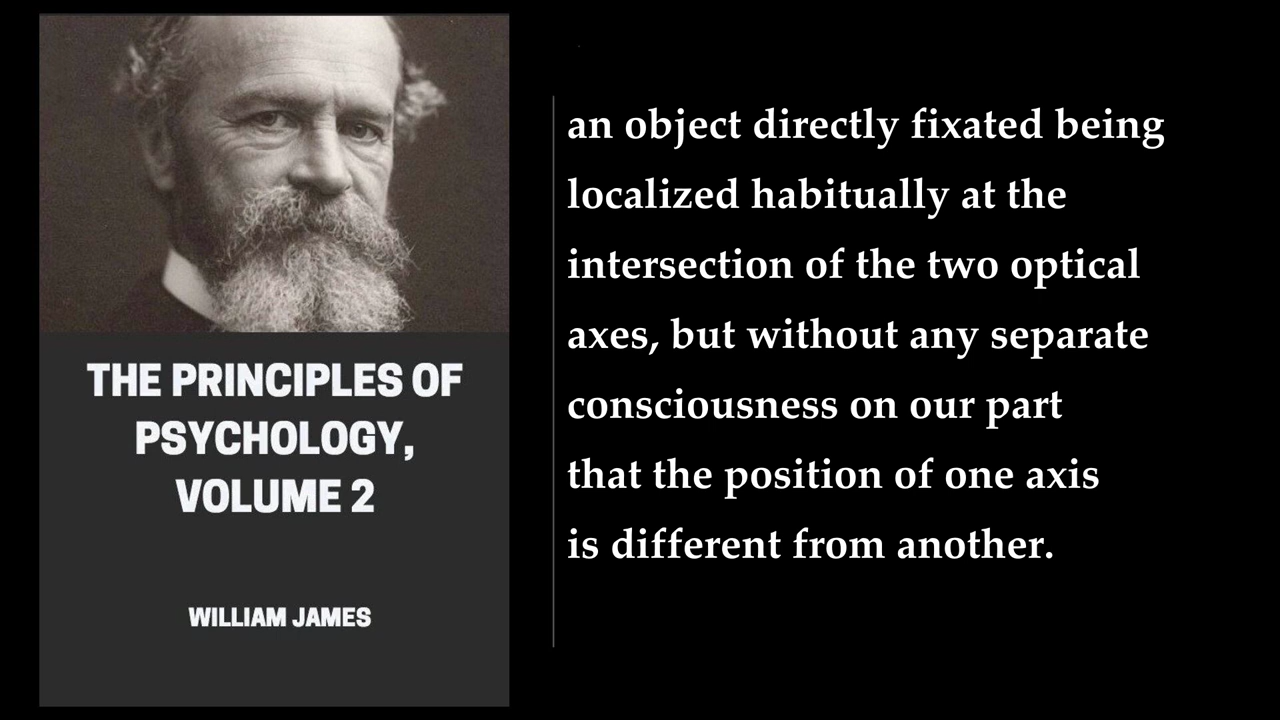 THE PRINCIPLES OF
PSYCHOLOGY,
VOLUME 2
WILLIAM JAMES
an object directly fixated being
localized habitually at the
intersection of the two optical
axes, but without any separate
consciousness on our part
that the position of one axis
is different from another.